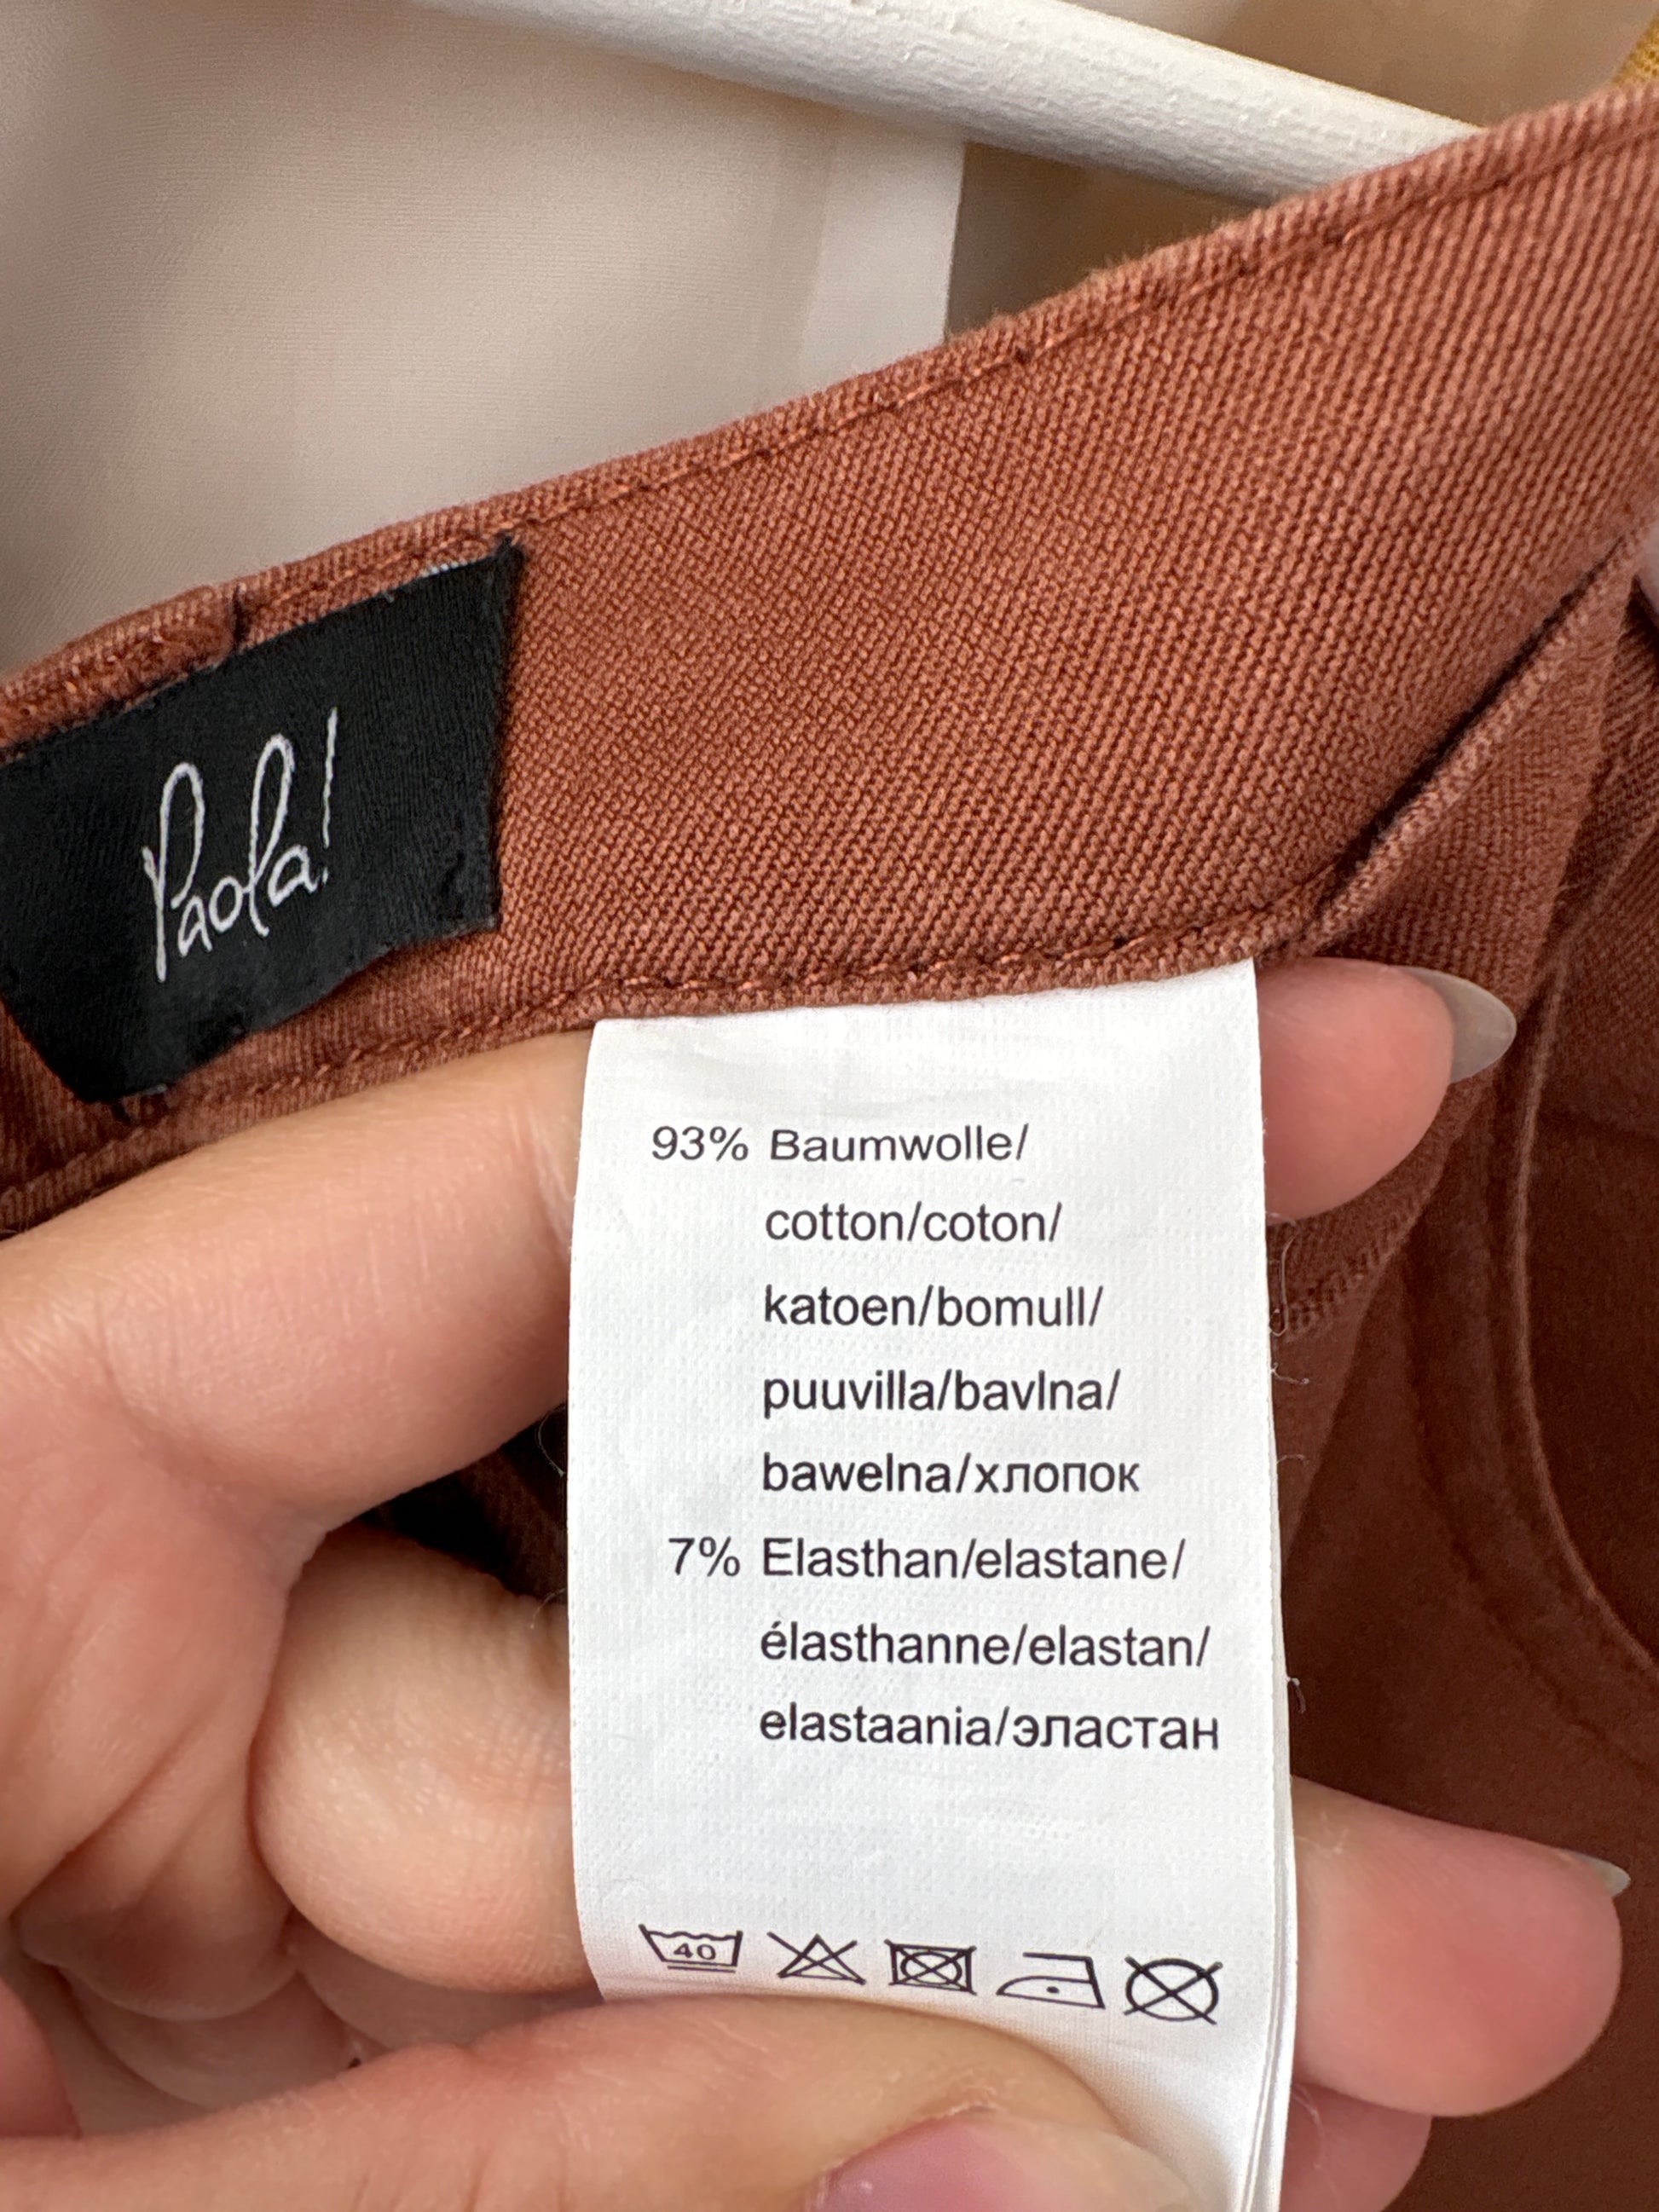 Paola!
93% Baumwolle/
cotton/coton/
katoen/bomull/
puuvilla/bavlna/
bawelna/хлопок
7% Elasthan/elastane/
élasthanne/elastan/
elastaania/эластан
40